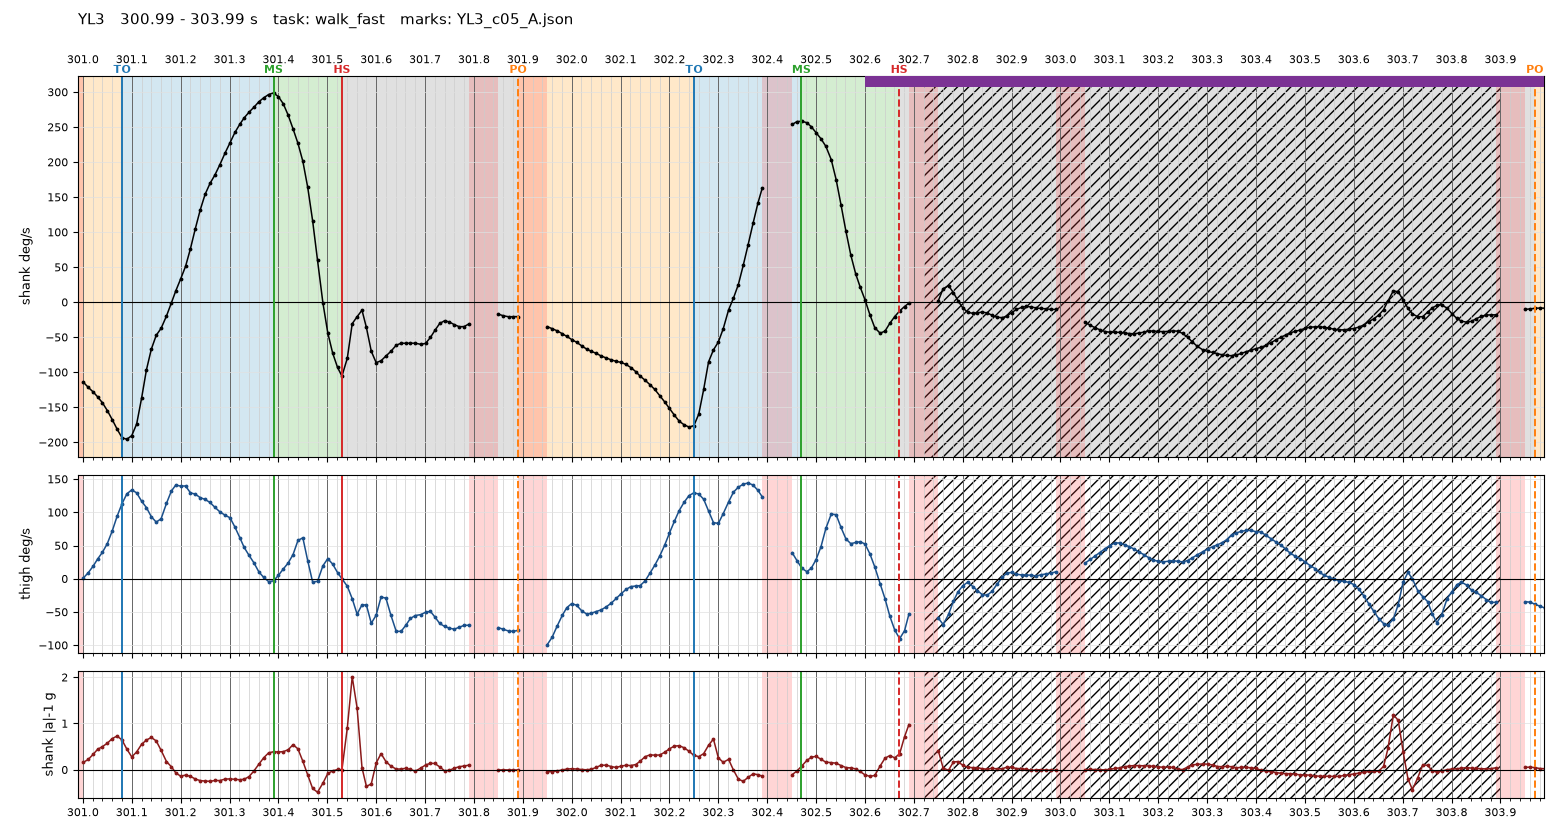 YL3 300.99 - 303.99 s task: walk_fast marks: YL3_c05_A.json
301.0 301.1 301.2 301.3 301.4 301.5 301.6 301.7 301.8 301.9 302.0 302.1 302.2 302.3 302.4 302.5 302.6 302.7 302.8 302.9 303.0 303.1 303.2 303.3 303.4 303.5 303.6 303.7 303.8 303.9
TO MS HS PO TO MS HS PO
shank deg/s
300
250
200
150
100
50
0
−50
−100
−150
−200
thigh deg/s
150
100
50
0
−50
−100
shank |a|-1 g
2
1
0
301.0 301.1 301.2 301.3 301.4 301.5 301.6 301.7 301.8 301.9 302.0 302.1 302.2 302.3 302.4 302.5 302.6 302.7 302.8 302.9 303.0 303.1 303.2 303.3 303.4 303.5 303.6 303.7 303.8 303.9